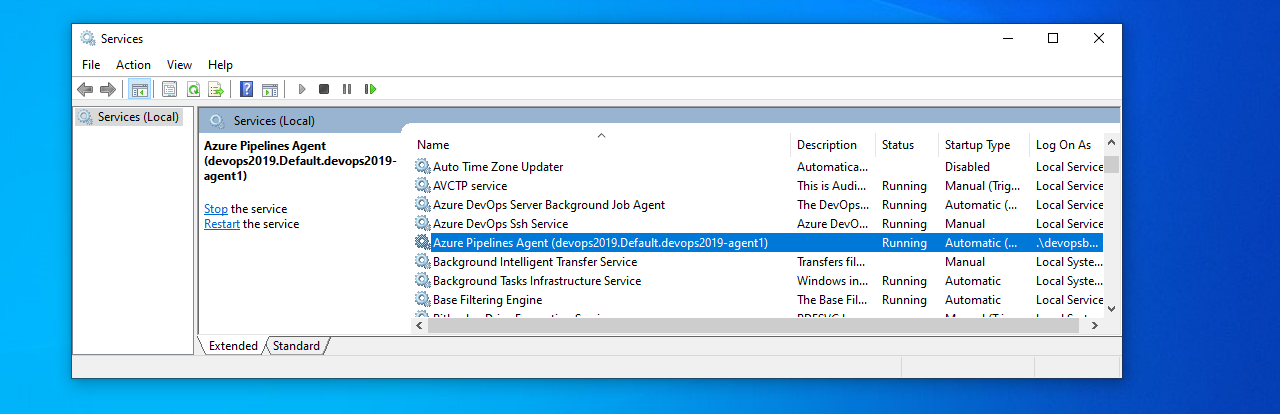 Services
File Action View Help
Services (Local)
Services (Local)
Azure Pipelines Agent
(devops2019.Default.devops2019-
agent1)
Stop the service
Restart the service
Name Description Status Startup Type Log On As
Auto Time Zone Updater Automatica... Disabled Local Service
AVCTP service This is Audi... Running Manual (Trig... Local Service
Azure DevOps Server Background Job Agent The DevOps... Running Automatic (... Local Service
Azure DevOps Ssh Service Azure DevO... Manual Local Service
Azure Pipelines Agent (devops2019.Default.devops2019-agent1) Running Automatic (... .\devopsb...
Background Intelligent Transfer Service Transfers fil... Manual Local Syste...
Background Tasks Infrastructure Service Windows in... Running Automatic Local Syste...
Base Filtering Engine The Base Fil... Running Automatic Local Service
Extended Standard